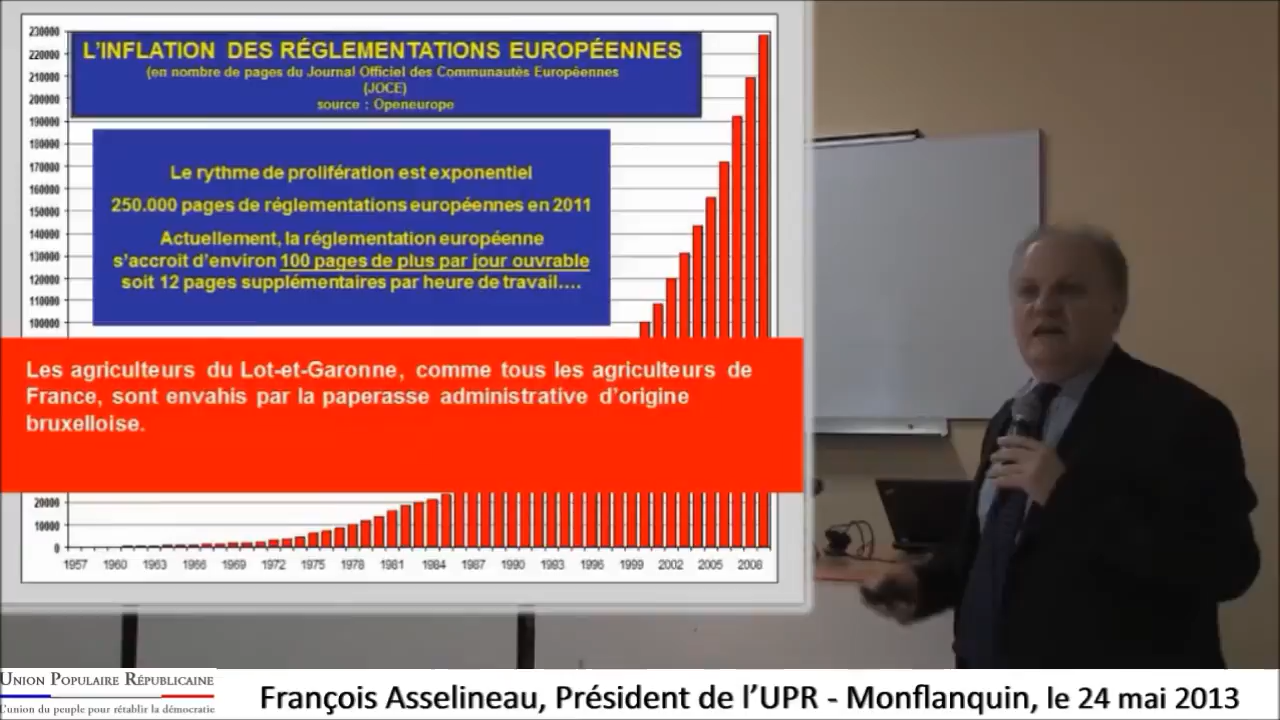 230000
220000
210000
200000
190000
180000
170000
160000
150000
140000
130000
120000
110000
100000
L'INFLATION DES RÉGLEMENTATIONS EUROPÉENNES
(en nombre de pages du Journal Officiel des Communautés Européennes
(JOCE)
source : Openeurope
Le rythme de prolifération est exponentiel
250.000 pages de réglementations européennes en 2011
Actuellement, la réglementation européenne
s'accroit d'environ 100 pages de plus par jour ouvrable
soit 12 pages supplémentaires par heure de travail....
Les agriculteurs du Lot-et-Garonne, comme tous les agriculteurs de
France, sont envahis par la paperasse administrative d'origine
bruxelloise.
20000
10000
0
1957 1960 1963 1966 1969 1972 1975 1978 1981 1984 1987 1990 1993 1996 1999 2002 2005 2008
UNION POPULAIRE RÉPUBLICAINE
L'union du peuple pour rétablir la démocratie
François Asselineau, Président de l'UPR - Monflanquin, le 24 mai 2013